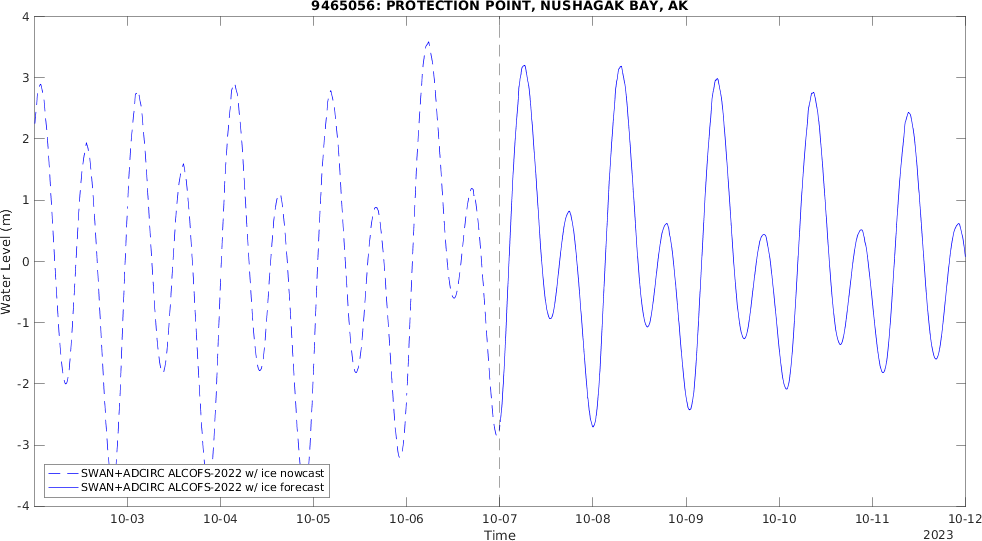 9465056: PROTECTION POINT, NUSHAGAK BAY, AK
4
3
2
1
0
-1
-2
-3
-4
Water Level (m)
SWAN+ADCIRC ALCOFS-2022 w/ ice nowcast
SWAN+ADCIRC ALCOFS-2022 w/ ice forecast
10-03 10-04 10-05 10-06 10-07 10-08 10-09 10-10 10-11 10-12
Time
2023